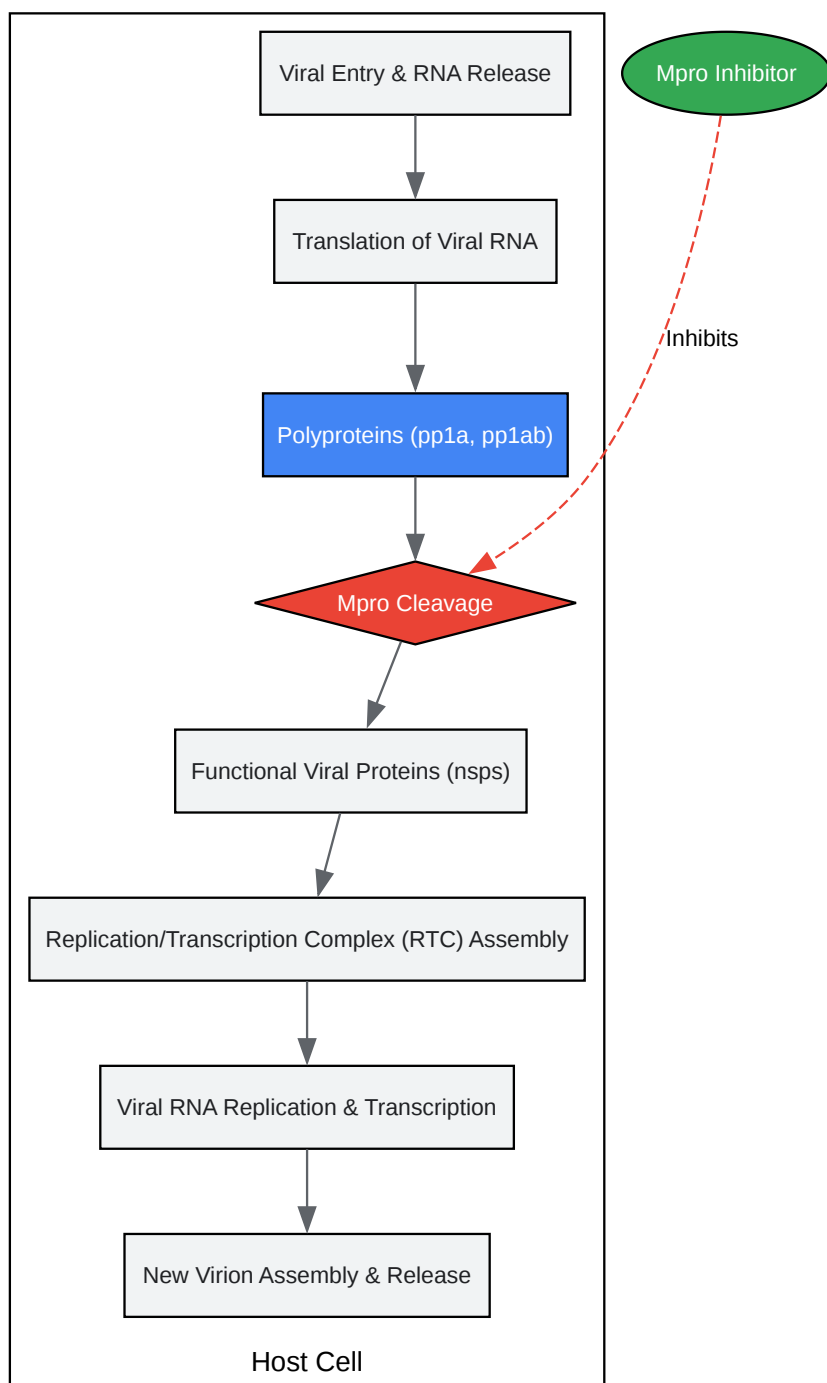 Viral Entry & RNA Release
Mpro Inhibitor
Translation of Viral RNA
Inhibits
Polyproteins (pp1a, pp1ab)
Mpro Cleavage
Functional Viral Proteins (nsps)
Replication/Transcription Complex (RTC) Assembly
Viral RNA Replication & Transcription
New Virion Assembly & Release
Host Cell